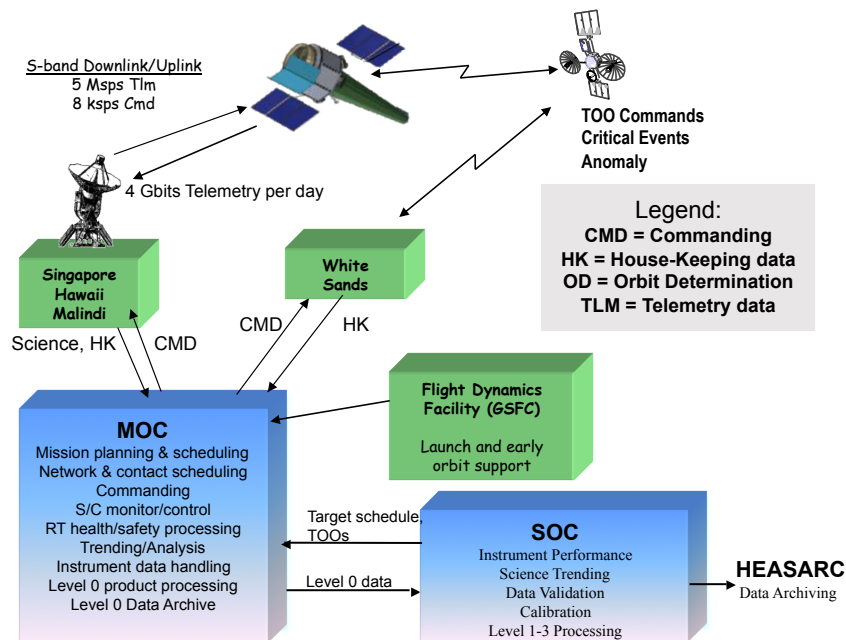 S-band Downlink/Uplink
5 Msps Tlm
8 ksps Cmd
TOO Commands
Critical Events
Anomaly
4 Gbits Telemetry per day
Legend:
CMD = Commanding
HK = House-Keeping data
OD = Orbit Determination
TLM = Telemetry data
Singapore
Hawaii
Malindi
White
Sands
Science, HK
CMD
CMD
HK
Flight Dynamics
Facility (GSFC)
Launch and early
orbit support
MOC
Mission planning & scheduling
Network & contact scheduling
Commanding
S/C monitor/control
RT health/safety processing
Trending/Analysis
Instrument data handling
Level 0 product processing
Level 0 Data Archive
Target schedule,
TOOs
Level 0 data
SOC
Instrument Performance
Science Trending
Data Validation
Calibration
Level 1-3 Processing
HEASARC
Data Archiving